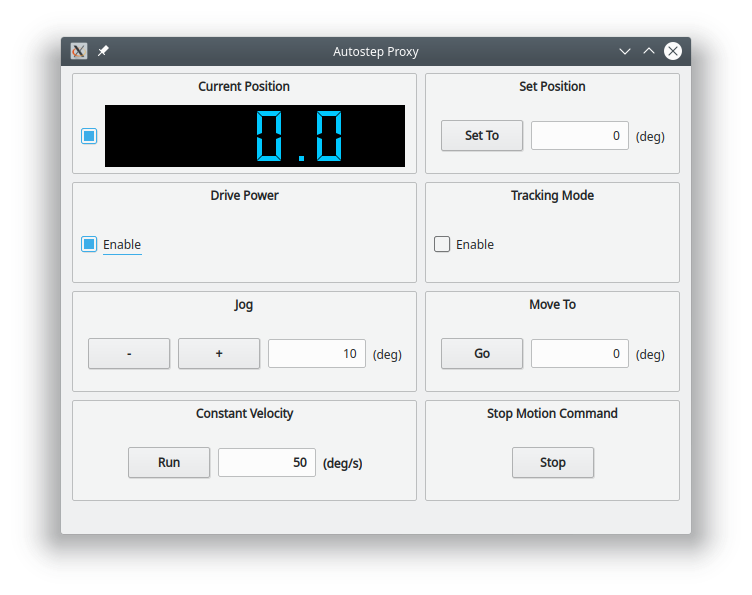 Autostep Proxy
Current Position
0.0
Set Position
Set To 0 (deg)
Drive Power
Enable
Tracking Mode
Enable
Jog
- + 10 (deg)
Move To
Go 0 (deg)
Constant Velocity
Run 50 (deg/s)
Stop Motion Command
Stop